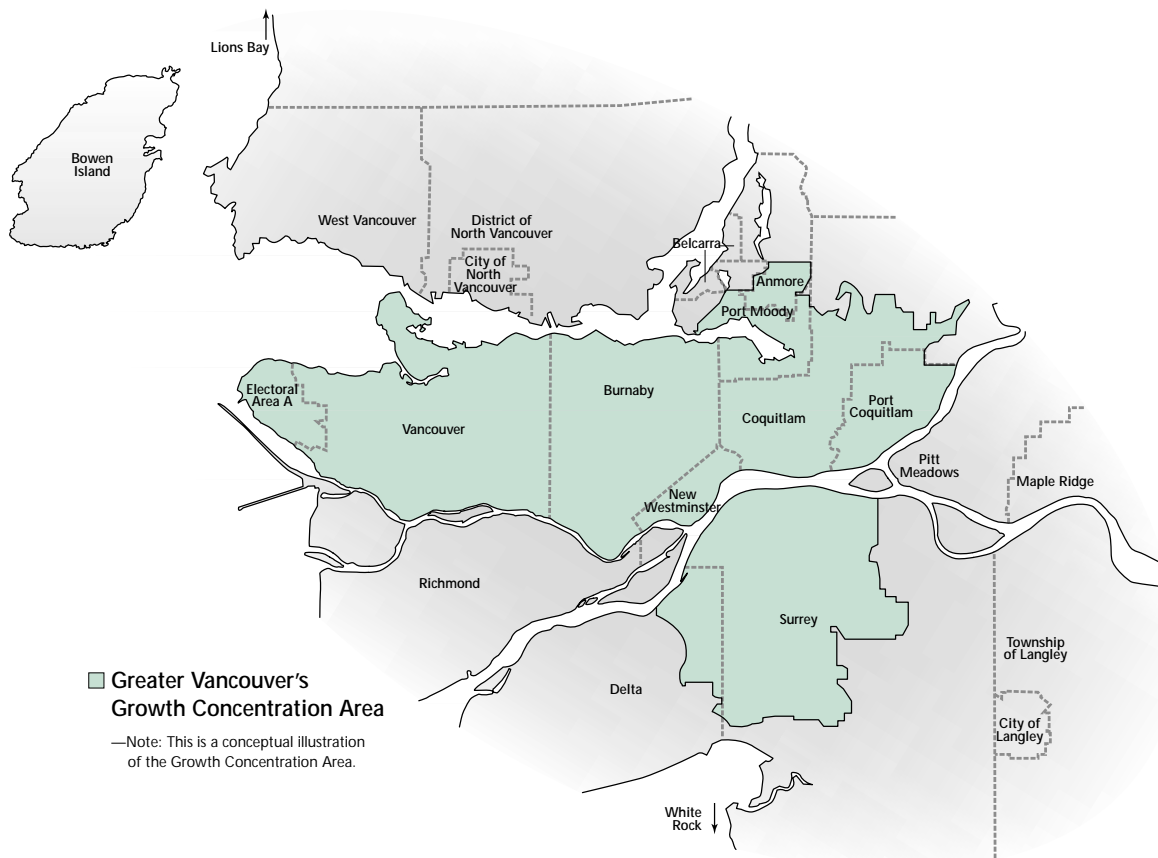 Lions Bay
Bowen
Island
West Vancouver
District of
North Vancouver
City of
North
Vancouver
Belcarra
Anmore
Port Moody
Electoral
Area A
Vancouver
Burnaby
Coquitlam
Port
Coquitlam
Pitt
Meadows
Maple Ridge
New
Westminster
Richmond
Surrey
Township
of Langley
Delta
City of
Langley
White
Rock
Greater Vancouver's
Growth Concentration Area
—Note: This is a conceptual illustration
of the Growth Concentration Area.